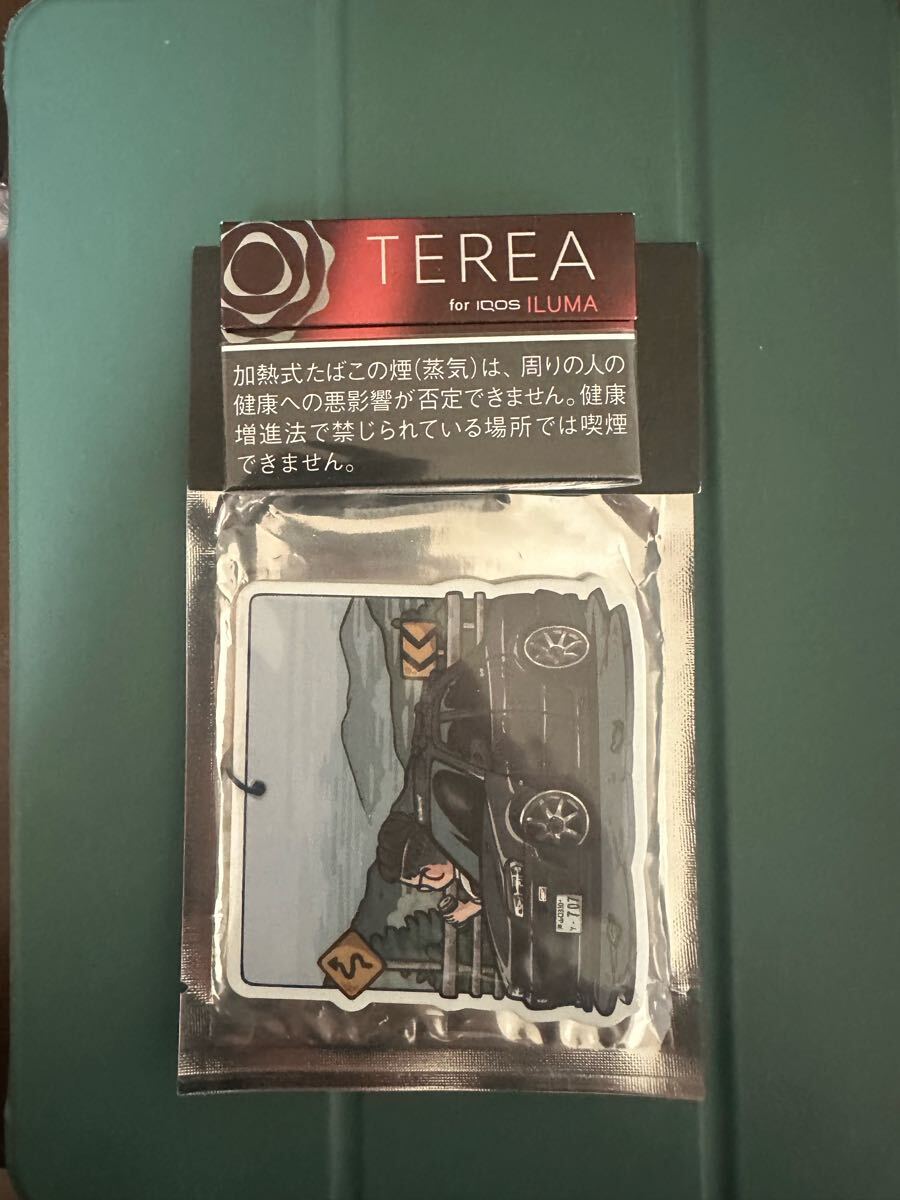 TEREA
for IQOS ILUMA
加熱式たばこの煙(蒸気)は、周りの人の
健康への悪影響が否定できません。健康
増進法で禁じられている場所では喫煙
できません。